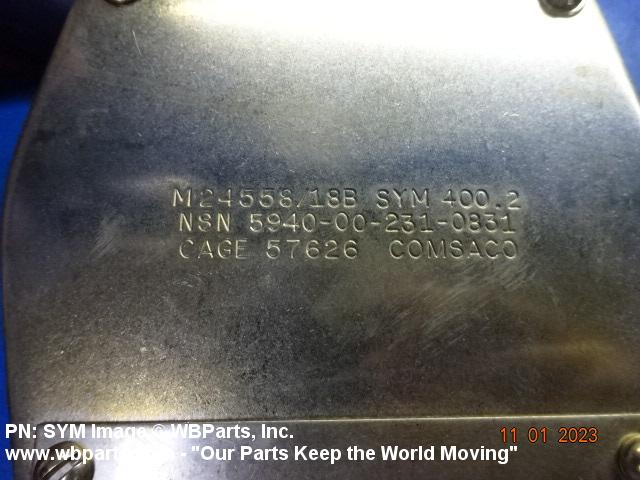 M24558/18B SYM 400.2
NSN 5940-00-231-0831
CAGE 57626 COMSACO
PN: SYM Image © WBParts, Inc.
11 01 2023
- "Our Parts Keep the World Moving"